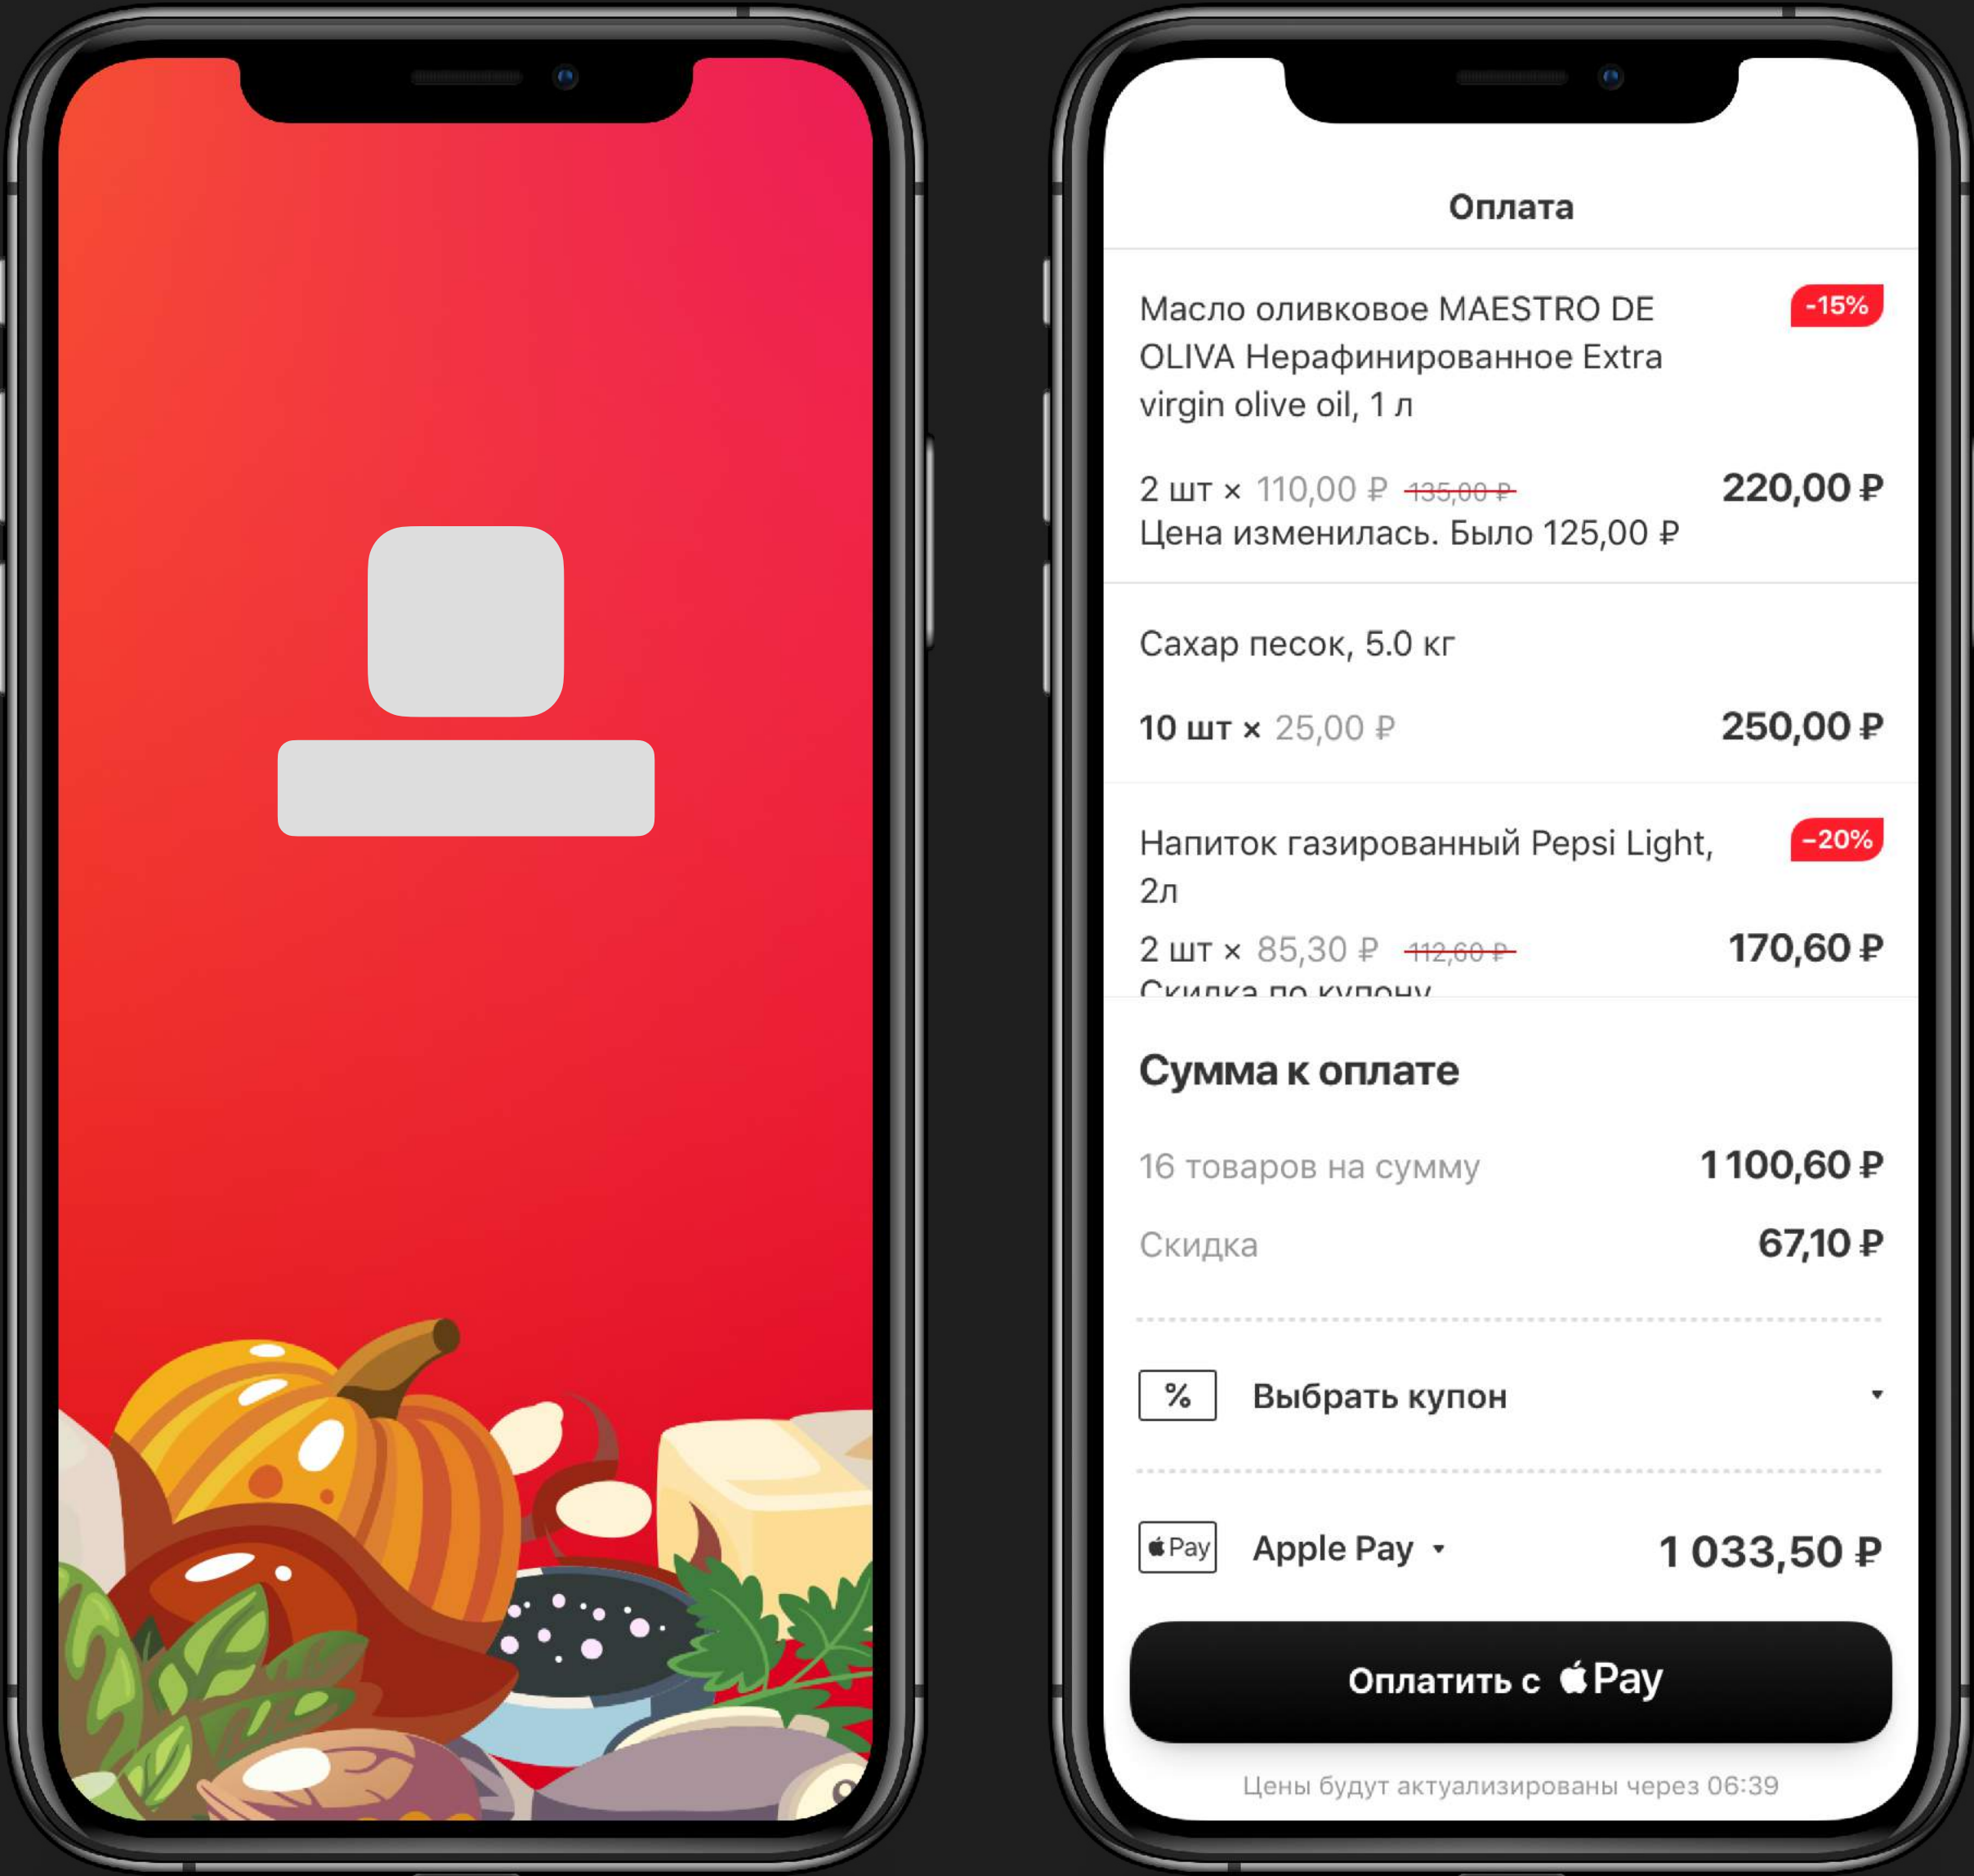 Оплата
Масло оливковое MAESTRO DE
-15%
OLIVA Нерафинированное Extra
virgin olive oil, 1 л
2 шт × 110,00 ₽ 135,00 ₽ 220,00 ₽
Цена изменилась. Было 125,00 ₽
Сахар песок, 5.0 кг
10 шт × 25,00 ₽ 250,00 ₽
Напиток газированный Pepsi Light,
–20%
2л
2 шт × 85,30 ₽ 112,60 ₽ 170,60 ₽
Скидка по купону
Сумма к оплате
16 товаров на сумму 1 100,60 ₽
Скидка 67,10 ₽
% Выбрать купон
Pay Apple Pay 1 033,50 ₽
Оплатить с Pay
Цены будут актуализированы через 06:39